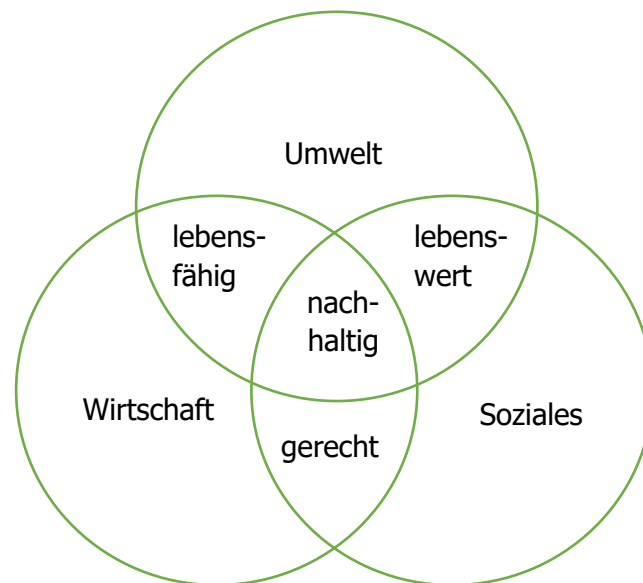 Umwelt
lebens-
fähig
lebens-
wert
nach-
haltig
Wirtschaft
Soziales
gerecht